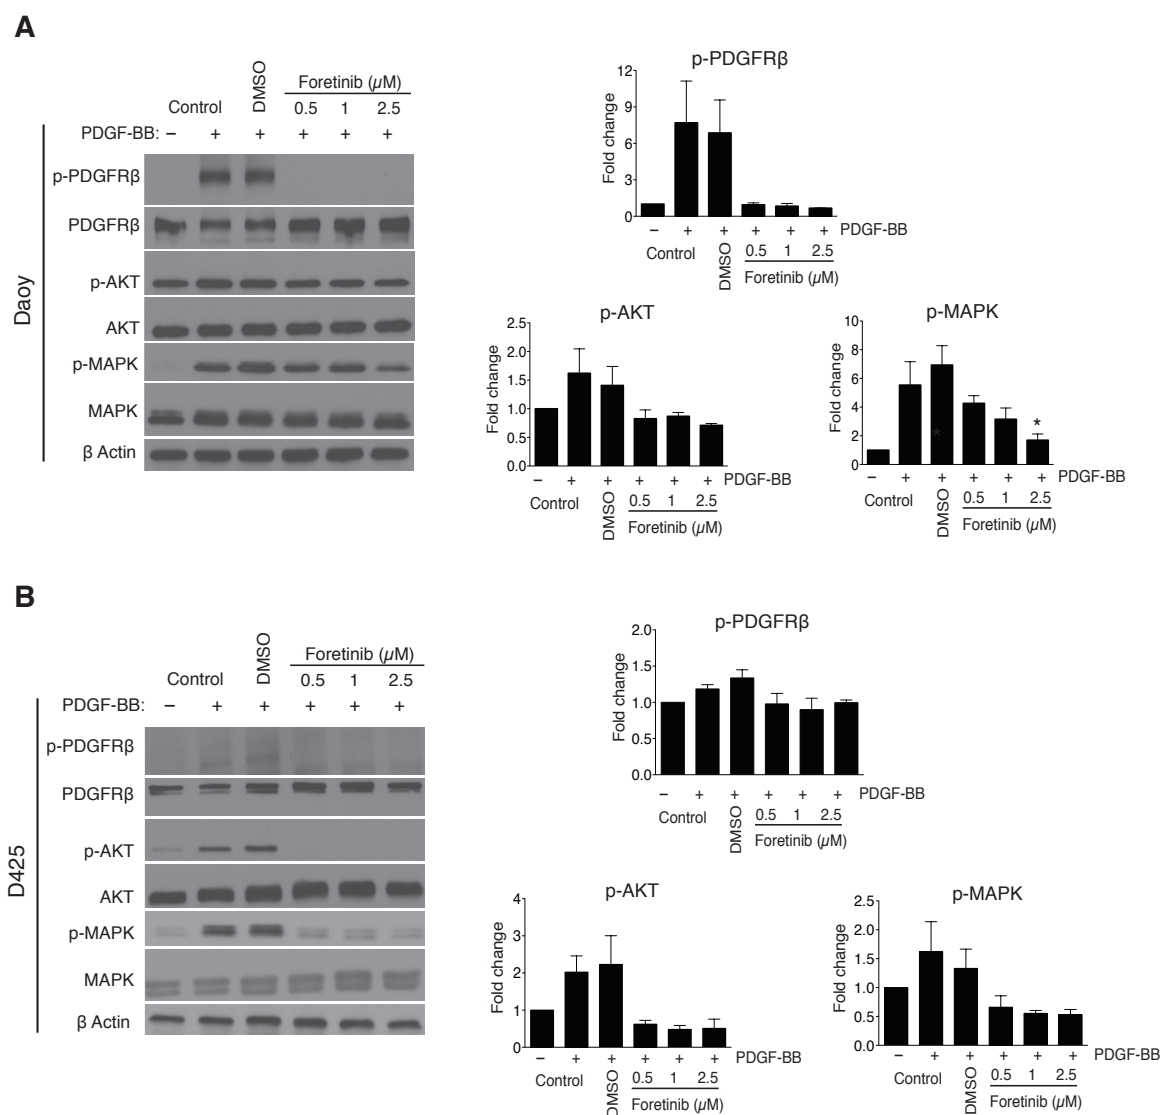 A
Control
DMSO
Foretinib (µM)
0.5 1 2.5
PDGF-BB: – + + + + +
Daoy
p-PDGFRβ
PDGFRβ
p-AKT
AKT
p-MAPK
MAPK
β Actin
p-PDGFRβ
Fold change
12
9
6
3
0
– + + + + + PDGF-BB
Control
DMSO
0.5 1 2.5
Foretinib (µM)
p-AKT
Fold change
2.5
2.0
1.5
1.0
0.5
0.0
– + + + + + PDGF-BB
Control
DMSO
0.5 1 2.5
Foretinib (µM)
p-MAPK
Fold change
10
8
6
4
2
0
*
*
– + + + + + PDGF-BB
Control
DMSO
0.5 1 2.5
Foretinib (µM)
B
Control
DMSO
Foretinib (µM)
0.5 1 2.5
PDGF-BB: – + + + + +
D425
p-PDGFRβ
PDGFRβ
p-AKT
AKT
p-MAPK
MAPK
β Actin
p-PDGFRβ
Fold change
2.0
1.5
1.0
0.5
0.0
– + + + + + PDGF-BB
Control
DMSO
0.5 1 2.5
Foretinib (µM)
p-AKT
Fold change
4
3
2
1
0
– + + + + + PDGF-BB
Control
DMSO
0.5 1 2.5
Foretinib (µM)
p-MAPK
Fold change
2.5
2.0
1.5
1.0
0.5
0.0
– + + + + + PDGF-BB
Control
DMSO
0.5 1 2.5
Foretinib (µM)